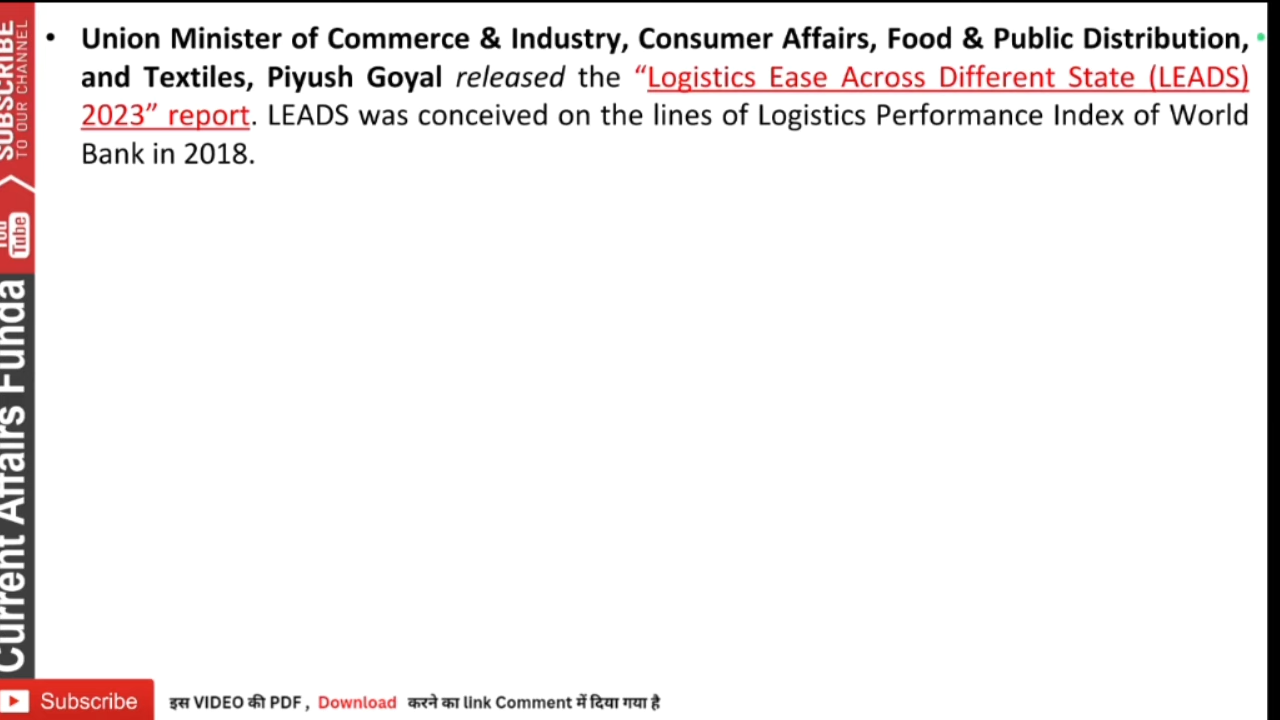 • Union Minister of Commerce & Industry, Consumer Affairs, Food & Public Distribution,
and Textiles, Piyush Goyal released the “Logistics Ease Across Different State (LEADS)
2023” report. LEADS was conceived on the lines of Logistics Performance Index of World
Bank in 2018.
SUBSCRIBE
TO OUR CHANNEL
You
Tube
Current Affairs Funda
Subscribe
इस VIDEO की PDF , Download करने का link Comment में दिया गया है